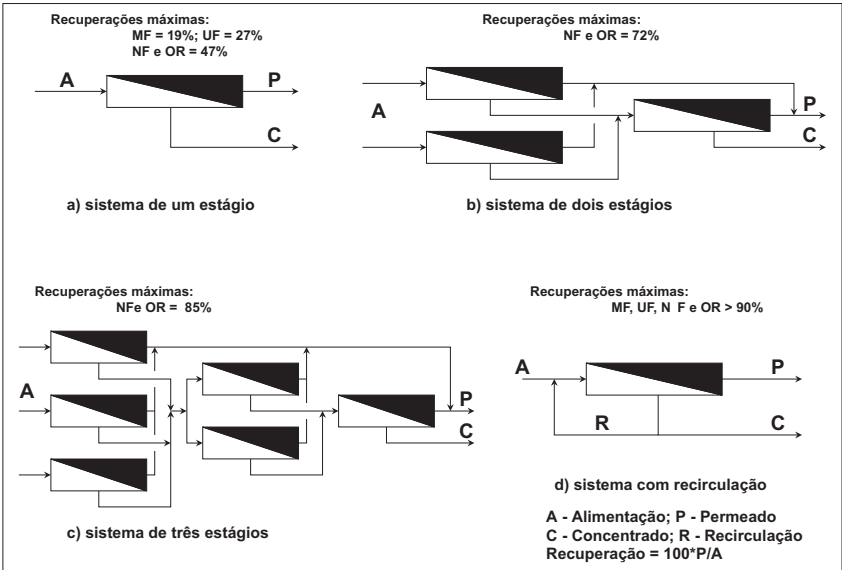 Recuperações máximas:
MF = 19%; UF = 27%
NF e OR = 47%
A
P
C
a) sistema de um estágio
Recuperações máximas:
NF e OR = 72%
A
P
C
b) sistema de dois estágios
Recuperações máximas:
NFe OR = 85%
A
P
C
c) sistema de três estágios
Recuperações máximas:
MF, UF, N F e OR > 90%
A
P
R
C
d) sistema com recirculação
A - Alimentação; P - Permeado
C - Concentrado; R - Recirculação
Recuperação = 100*P/A